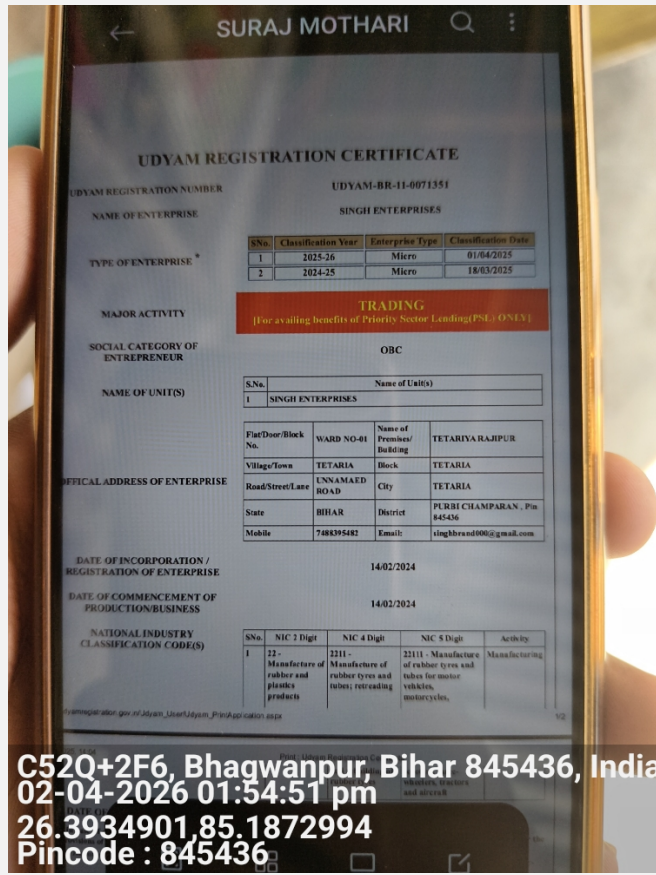 SURAJ MOTHARI
UDYAM REGISTRATION CERTIFICATE
UDYAM REGISTRATION NUMBER UDYAM-BR-11-0071351
NAME OF ENTERPRISE SINGH ENTERPRISES
TYPE OF ENTERPRISE *
SNo. Classification Year Enterprise Type Classification Date
1 2025-26 Micro 01/04/2025
2 2024-25 Micro 18/03/2025
MAJOR ACTIVITY
TRADING
[For availing benefits of Priority Sector Lending(PSL) ONLY]
SOCIAL CATEGORY OF
ENTREPRENEUR
OBC
NAME OF UNIT(S)
S.No. Name of Unit(s)
1 SINGH ENTERPRISES
OFFICAL ADDRESS OF ENTERPRISE
Flat/Door/Block
No.
WARD NO-01
Name of
Premises/
Building
TETARIYA RAJIPUR
Village/Town TETARIA Block TETARIA
Road/Street/Lane
UNNAMAED
ROAD
City TETARIA
State BIHAR District
PURBI CHAMPARAN , Pin
845436
Mobile 7488395482 Email: singhbrand000@gmail.com
DATE OF INCORPORATION /
REGISTRATION OF ENTERPRISE
14/02/2024
DATE OF COMMENCEMENT OF
PRODUCTION/BUSINESS
14/02/2024
NATIONAL INDUSTRY
CLASSIFICATION CODE(S)
SNo. NIC 2 Digit NIC 4 Digit NIC 5 Digit Activity
1
22 -
Manufacture of
rubber and
plastics
products
2211 -
Manufacture of
rubber tyres and
tubes; retreading
22111 - Manufacture
of rubber tyres and
tubes for motor
vehicles,
motorcycles,
Manufacturing
1/2
and aircraft
C52Q+2F6, Bhagwanpur, Bihar 845436, India
02-04-2026 01:54:51 pm
26.3934901,85.1872994
Pincode : 845436